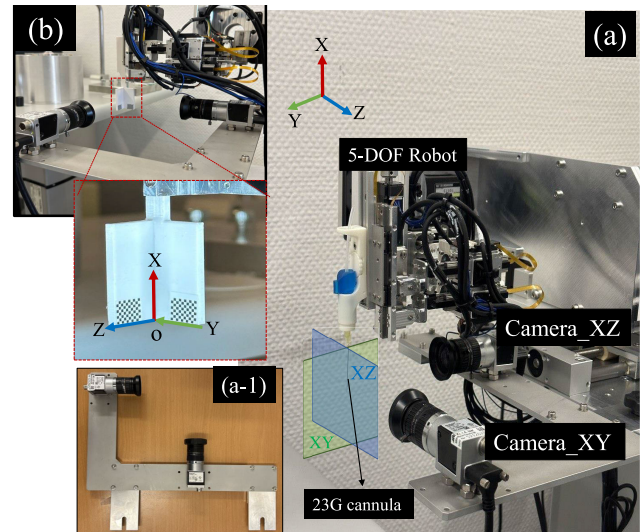 (b)
(a)
X
Y
Z
5-DOF Robot
X
Z
o
Y
Camera_XZ
(a-1)
XZ
XY
Camera_XY
23G cannula